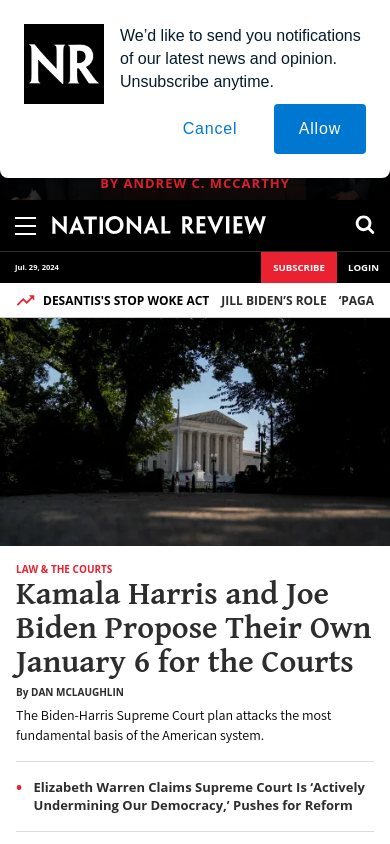 NR
We’d like to send you notifications
of our latest news and opinion.
Unsubscribe anytime.
Cancel
Allow
BY ANDREW C. MCCARTHY
NATIONAL REVIEW
Jul. 29, 2024
SUBSCRIBE
LOGIN
DESANTIS'S STOP WOKE ACT
JILL BIDEN’S ROLE
‘PAGA
LAW & THE COURTS
Kamala Harris and Joe
Biden Propose Their Own
January 6 for the Courts
By DAN MCLAUGHLIN
The Biden-Harris Supreme Court plan attacks the most
fundamental basis of the American system.
• Elizabeth Warren Claims Supreme Court Is ‘Actively
Undermining Our Democracy,’ Pushes for Reform